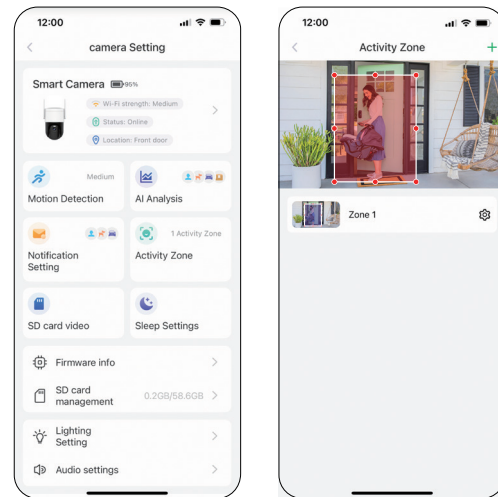 12:00
camera Setting
Smart Camera 95%
Wi-Fi strength: Medium
Status: Online
Location: Front door
Medium
Motion Detection
AI Analysis
1 Activity Zone
Notification
Setting
Activity Zone
SD card video
Sleep Settings
Firmware info
SD card
management
0.2GB/58.6GB
Lighting
Setting
Audio settings
12:00
Activity Zone
Zone 1